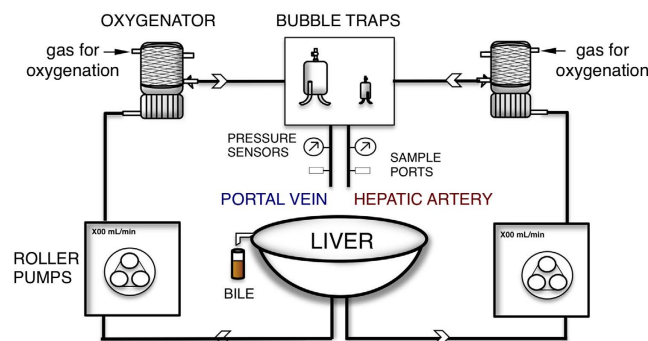 OXYGENATOR
BUBBLE TRAPS
gas for
oxygenation
gas for
oxygenation
PRESSURE
SENSORS
SAMPLE
PORTS
PORTAL VEIN
HEPATIC ARTERY
X00 mL/min
X00 mL/min
LIVER
ROLLER
PUMPS
BILE